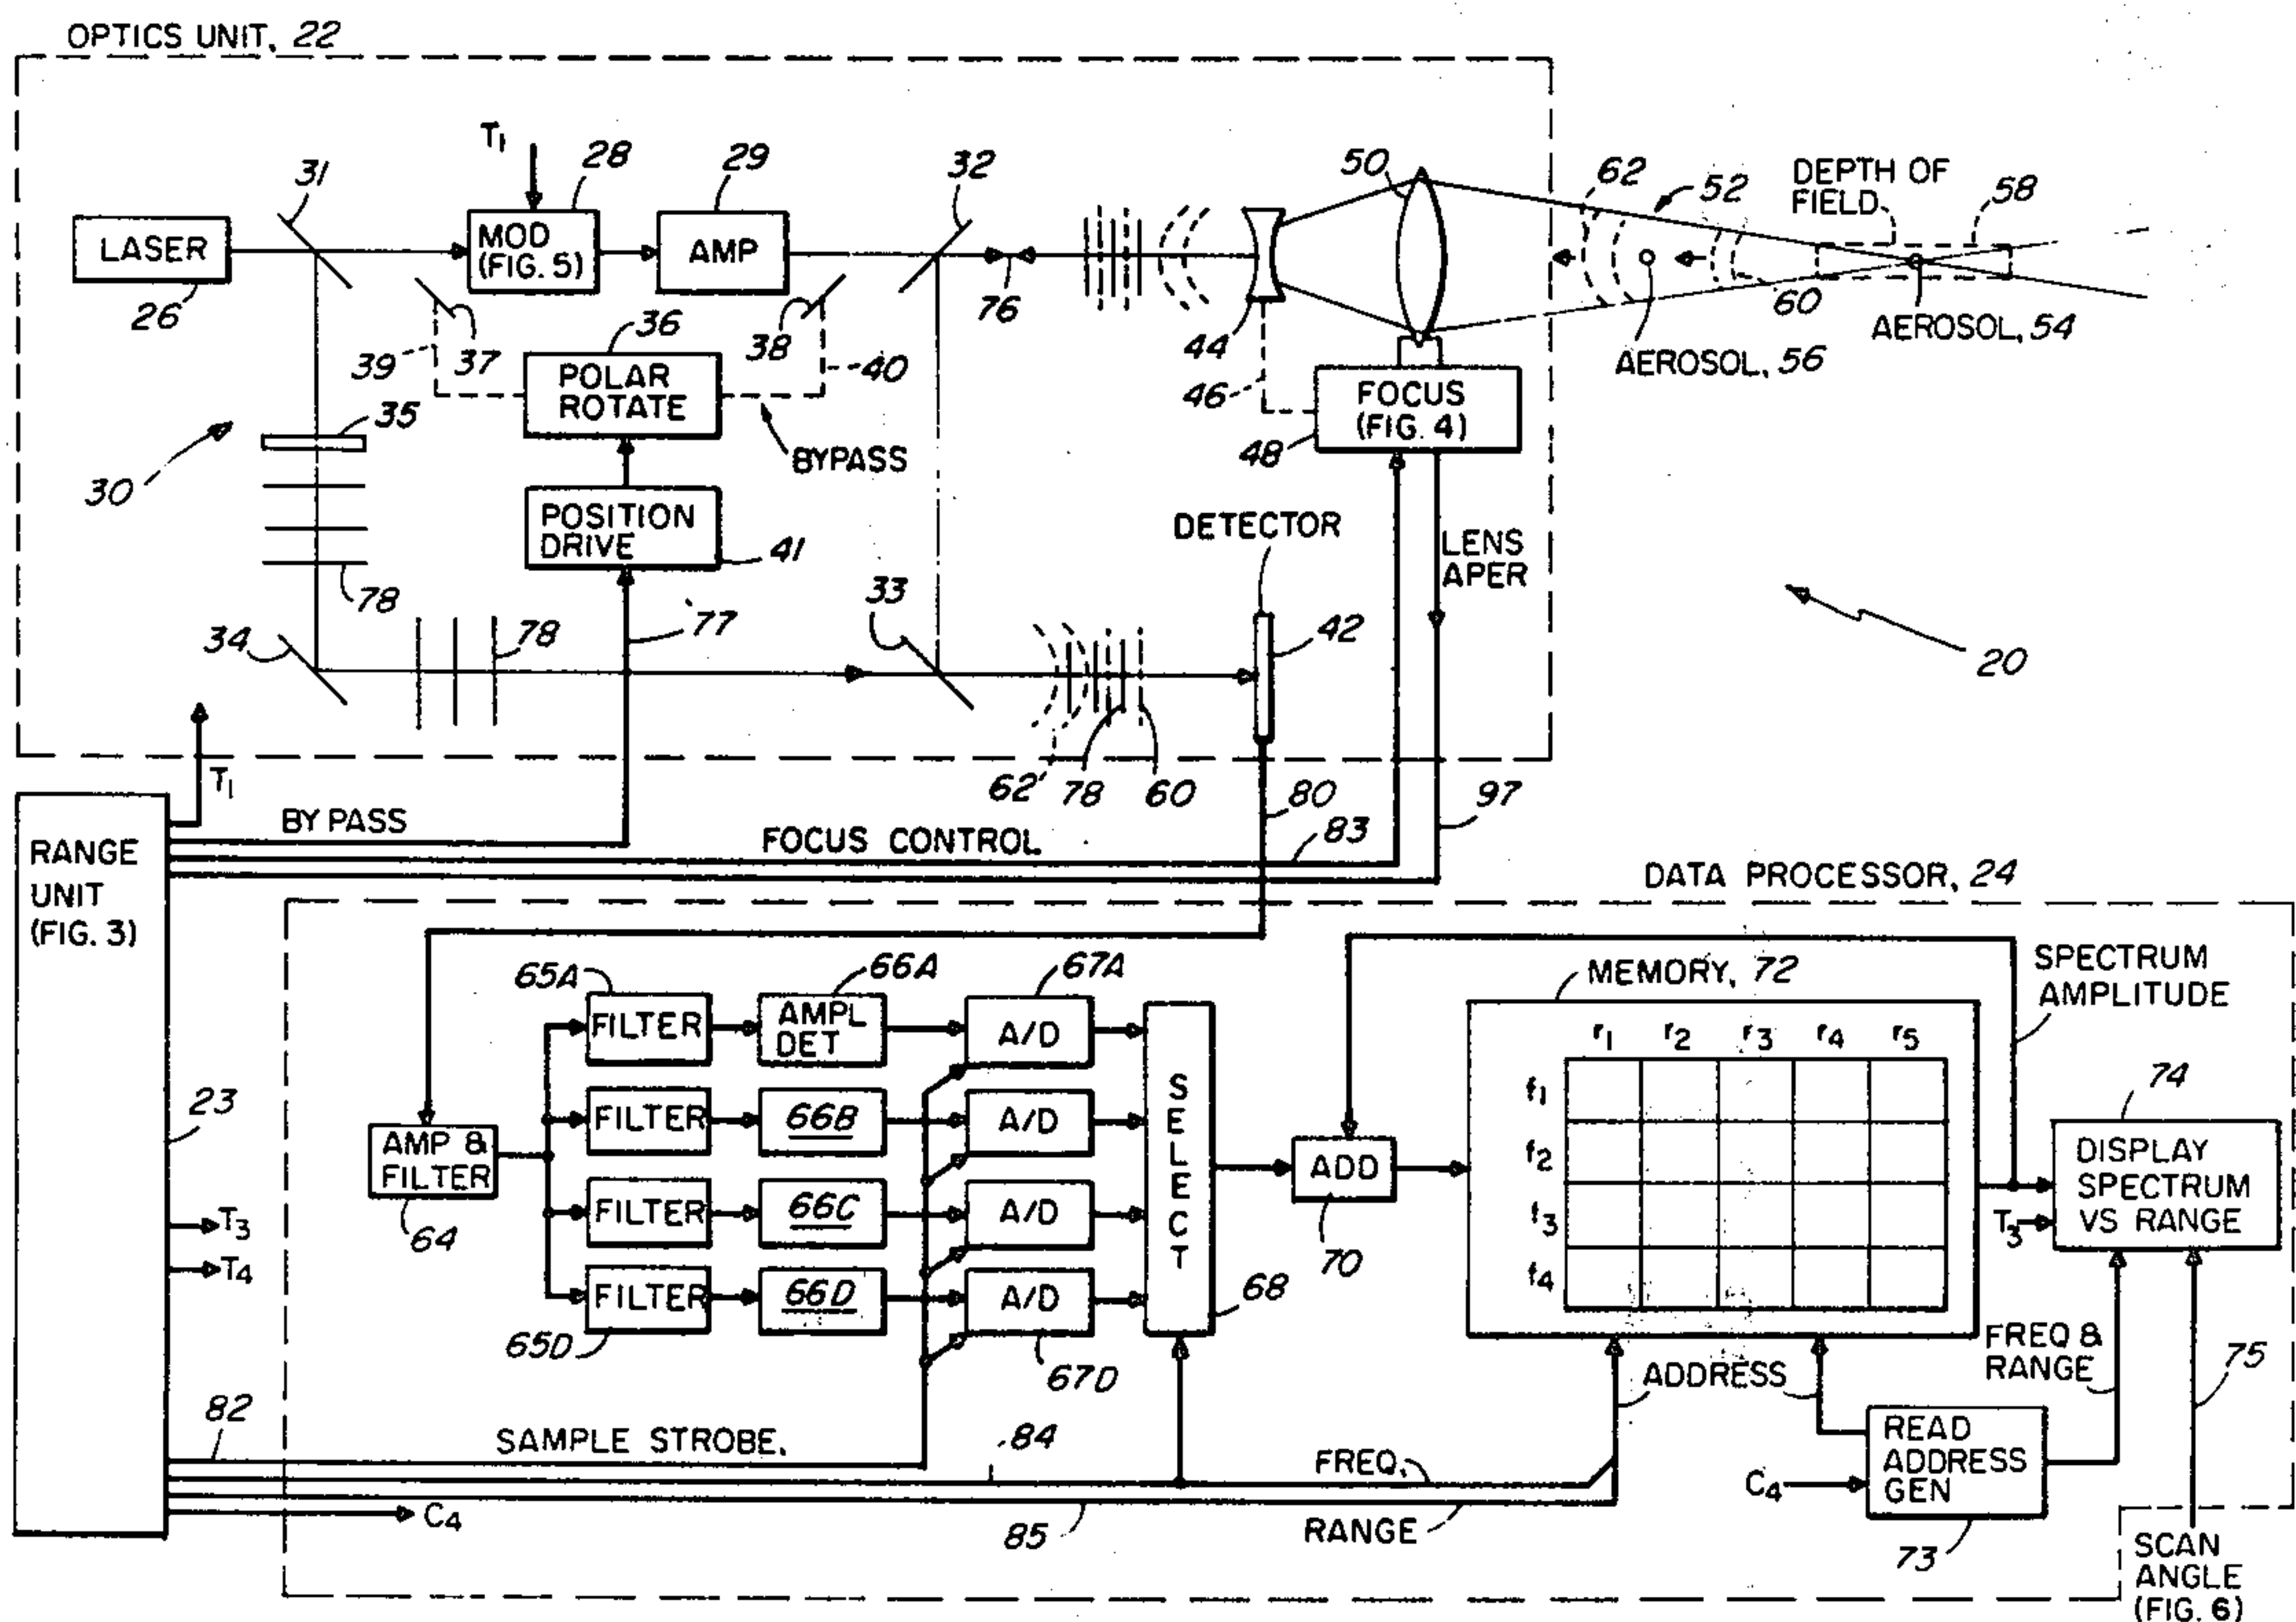 OPTICS UNIT, 22
T1
31
28
29
32
50
62
52
DEPTH OF
FIELD
58
LASER
MOD
(FIG. 5)
AMP
26
37
36
38
76
44
60
AEROSOL, 54
AEROSOL, 56
39
40
46
POLAR
ROTATE
FOCUS
(FIG. 4)
35
48
BYPASS
30
POSITION
DRIVE
41
DETECTOR
LENS
APER
78
34
78
77
33
42
20
T1
62'
78
60
80
97
BYPASS
FOCUS CONTROL
83
RANGE
UNIT
(FIG. 3)
DATA PROCESSOR, 24
65A
66A
67A
MEMORY, 72
SPECTRUM
AMPLITUDE
FILTER
AMPL
DET
A/D
r1 r2 r3 r4 r5
23
SELECT
f1
74
FILTER
66B
A/D
AMP &
FILTER
ADD
f2
DISPLAY
SPECTRUM
VS RANGE
64
FILTER
66C
A/D
f3
T3
T3
70
T4
FILTER
66D
A/D
f4
68
65D
67D
FREQ &
RANGE
75
ADDRESS
82
SAMPLE STROBE,
84
FREQ,
READ
ADDRESS
GEN
C4
C4
85
RANGE
73
SCAN
ANGLE
(FIG. 6)